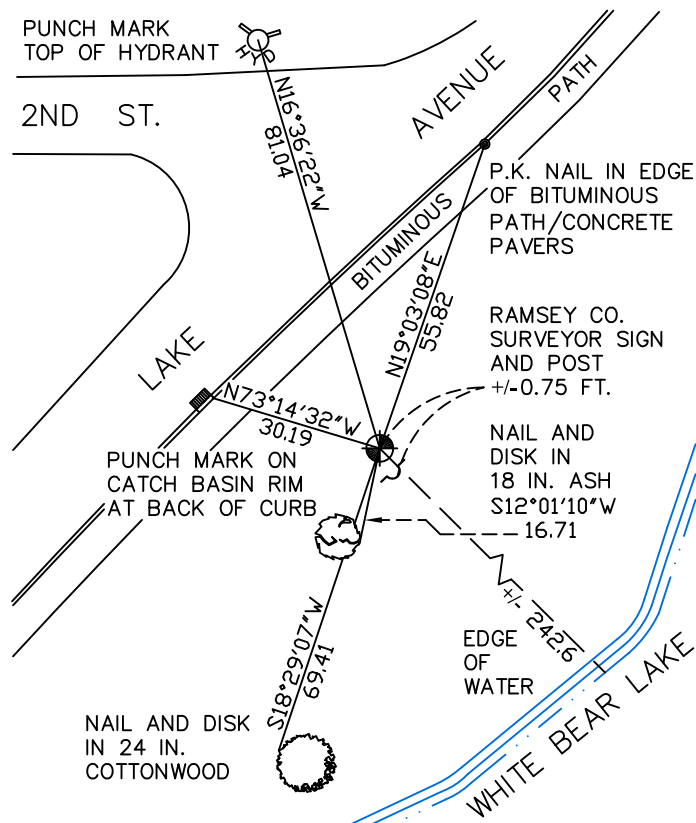 PUNCH MARK
TOP OF HYDRANT
HYD
2ND ST.
N16°36'22"W
81.04
AVENUE
PATH
P.K. NAIL IN EDGE
OF BITUMINOUS
PATH/CONCRETE
PAVERS
BITUMINOUS
N19°03'08"E
55.82
RAMSEY CO.
SURVEYOR SIGN
AND POST
+/-0.75 FT.
LAKE
N73°14'32"W
30.19
PUNCH MARK ON
CATCH BASIN RIM
AT BACK OF CURB
NAIL AND
DISK IN
18 IN. ASH
S12°01'10"W
16.71
+/- 242.6
EDGE
OF
WATER
S18°29'07"W
69.41
NAIL AND DISK
IN 24 IN.
COTTONWOOD
WHITE BEAR LAKE